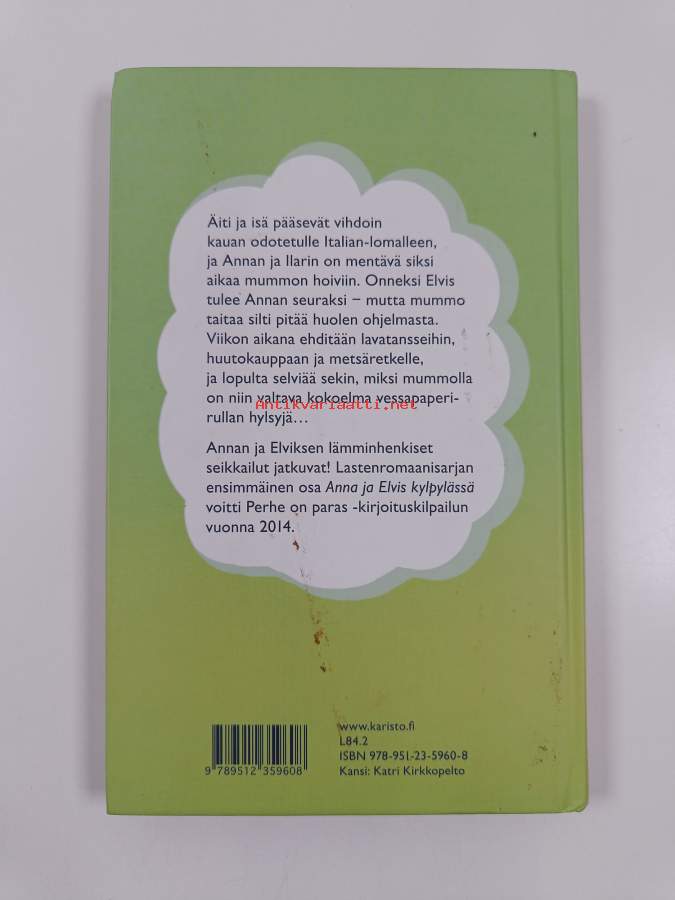 Äiti ja isä pääsevät vihdoin
kauan odotetulle Italian-lomalleen,
ja Annan ja Ilarin on mentävä siksi
aikaa mummon hoiviin. Onneksi Elvis
tulee Annan seuraksi – mutta mummo
taitaa silti pitää huolen ohjelmasta.
Viikon aikana ehditään lavatansseihin,
huutokauppaan ja metsäretkelle,
ja lopulta selviää sekin, miksi mummolla
on niin valtava kokoelma vessapaperi-
Antikvariaatti.net
rullan hylsyjä…
Annan ja Elviksen lämminhenkiset
seikkailut jatkuvat! Lastenromaanisarjan
ensimmäinen osa Anna ja Elvis kylpylässä
voitti Perhe on paras -kirjoituskilpailun
vuonna 2014.
www.karisto.fi
L84.2
ISBN 978-951-23-5960-8
Kansi: Katri Kirkkopelto
9 789512 359608